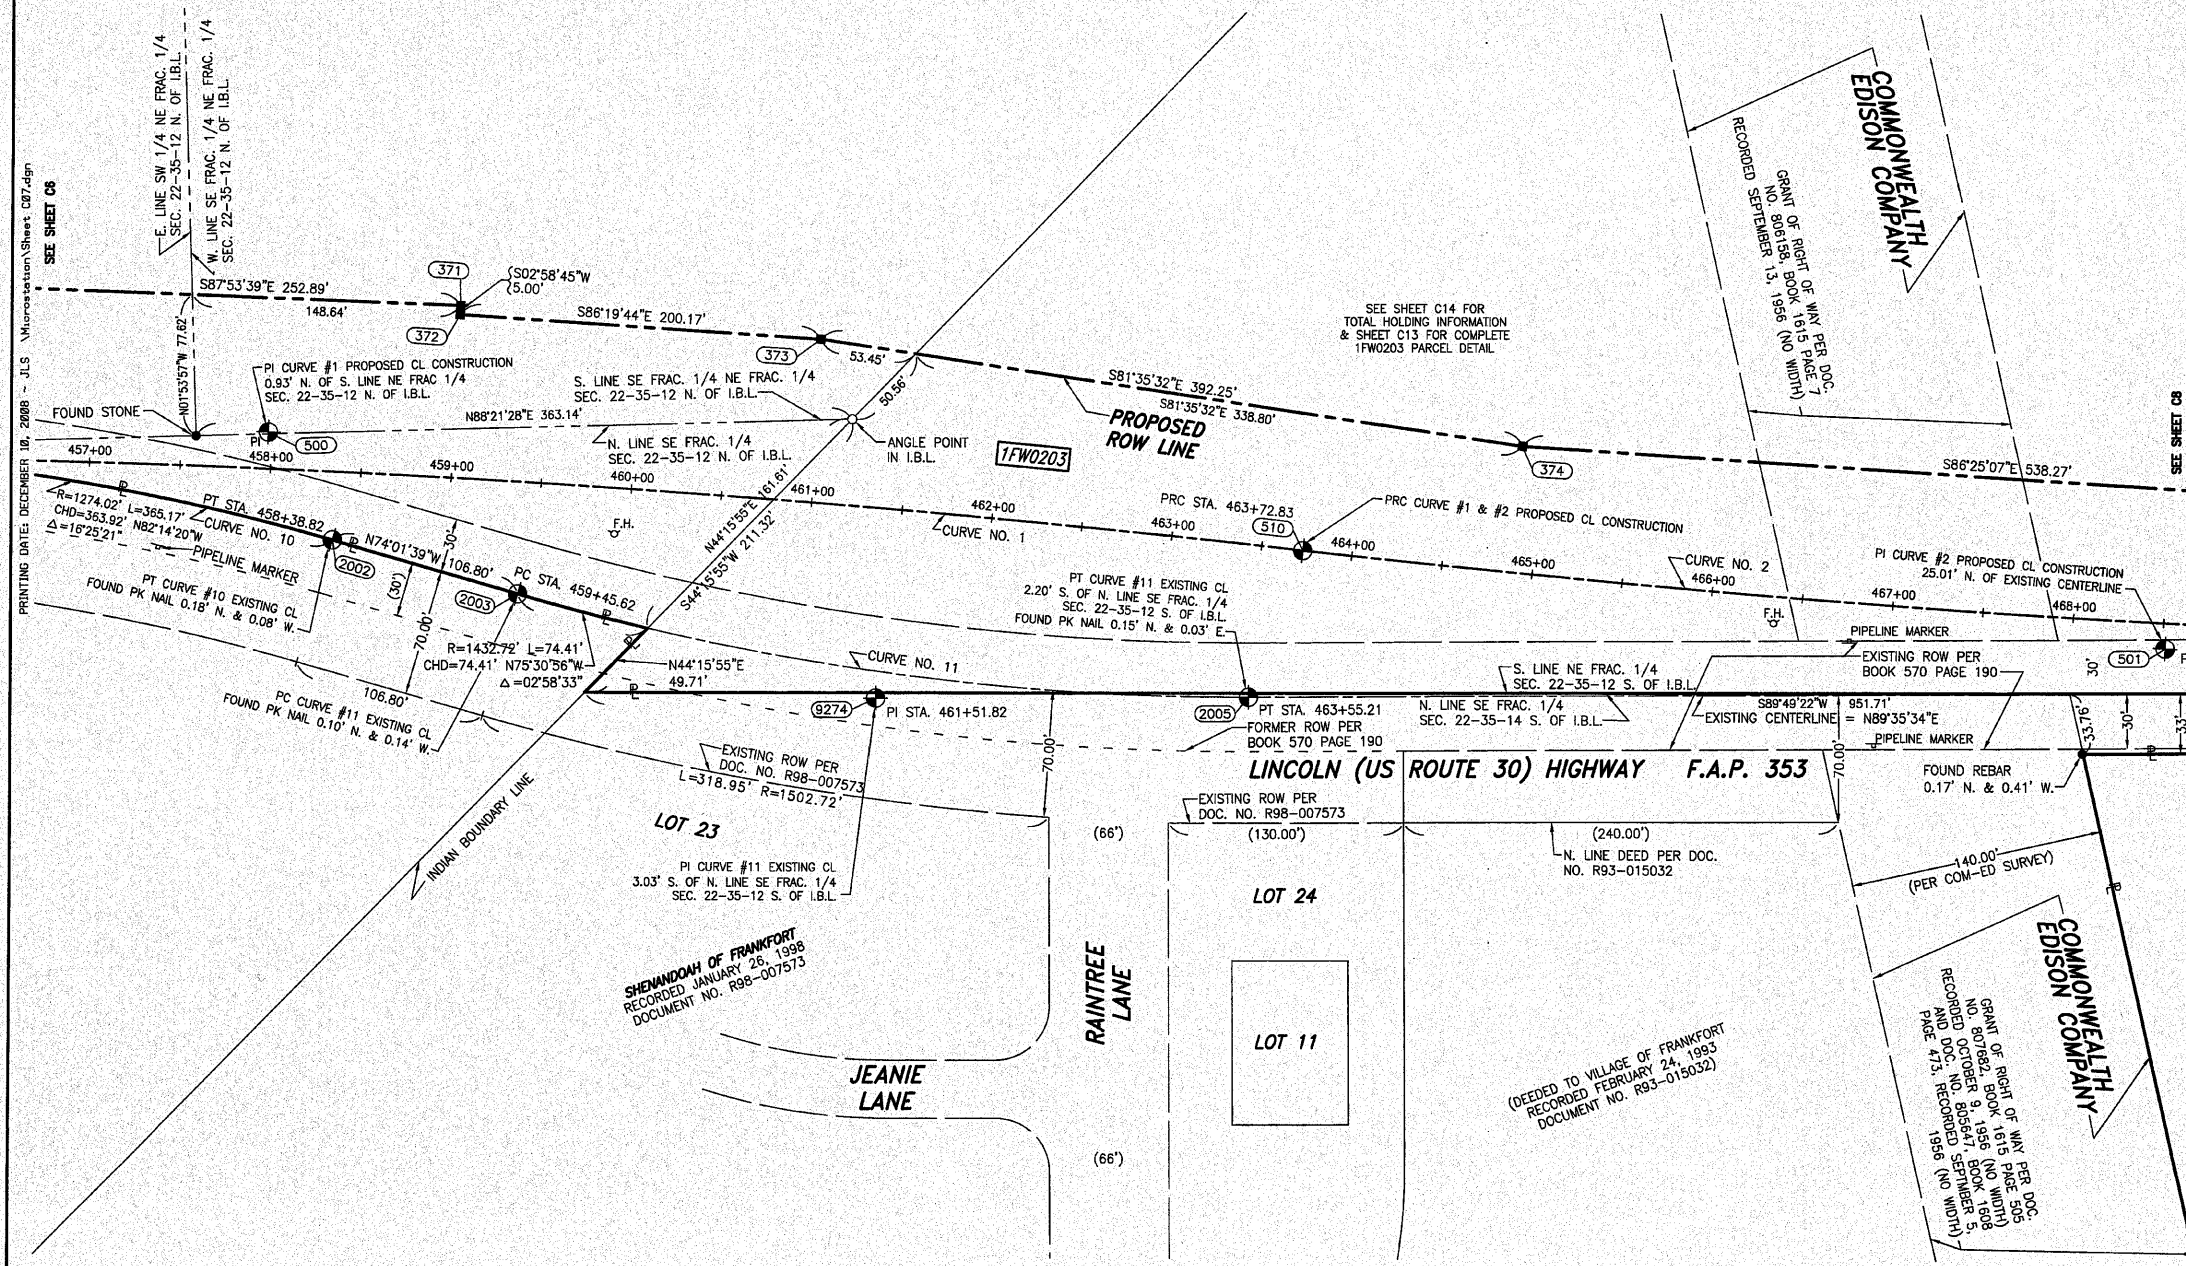 PRINTING DATE: DECEMBER 10, 2008 ~ JLS \Microstation\Sheet C07.dgn
SEE SHEET C6
E. LINE SW 1/4 NE FRAC. 1/4
SEC. 22-35-12 N. OF I.B.L.
W. LINE SE FRAC. 1/4 NE FRAC. 1/4
SEC. 22-35-12 N. OF I.B.L.
S87°53'39"E 252.89'
148.64'
371
S02°58'45"W
5.00'
372
S86°19'44"E 200.17'
373
53.45'
50.56'
N01°53'57"W 77.62'
FOUND STONE
PI CURVE #1 PROPOSED CL CONSTRUCTION
0.93' N. OF S. LINE NE FRAC 1/4
SEC. 22-35-12 N. OF I.B.L.
S. LINE SE FRAC. 1/4 NE FRAC. 1/4
SEC. 22-35-12 N. OF I.B.L.
N88°21'28"E 363.14'
PI
500
N. LINE SE FRAC. 1/4
SEC. 22-35-12 N. OF I.B.L.
ANGLE POINT
IN I.B.L.
1FW0203
S81°35'32"E 392.25'
S81°35'32"E 338.80'
PROPOSED
ROW LINE
SEE SHEET C14 FOR
TOTAL HOLDING INFORMATION
& SHEET C13 FOR COMPLETE
1FW0203 PARCEL DETAIL
374
S86°25'07"E 538.27'
COMMONWEALTH
EDISON COMPANY
GRANT OF RIGHT OF WAY PER DOC.
NO. 806158, BOOK 1615 PAGE 7
RECORDED SEPTEMBER 13, 1956 (NO WIDTH)
SEE SHEET C8
457+00
458+00
459+00
460+00
461+00
462+00
463+00
464+00
465+00
466+00
467+00
468+00
R=1274.02' L=365.17'
CHD=363.92' N82°14'20"W
Δ=16°25'21"
PT STA. 458+38.82
CURVE NO. 10
PIPELINE MARKER
PT CURVE #10 EXISTING CL
FOUND PK NAIL 0.18' N. & 0.08' W.
2002
N74°01'39"W 106.80'
30'
(30')
70.00'
2003
PC STA. 459+45.62
F.H.
N44°15'55"E 161.61'
S44°15'55"W 211.32'
CURVE NO. 1
PRC STA. 463+72.83
510
PRC CURVE #1 & #2 PROPOSED CL CONSTRUCTION
CURVE NO. 2
PI CURVE #2 PROPOSED CL CONSTRUCTION
25.01' N. OF EXISTING CENTERLINE
F.H.
PIPELINE MARKER
501
R=1432.72' L=74.41'
CHD=74.41' N75°30'56"W
Δ=02°58'33"
N44°15'55"E
49.71'
CURVE NO. 11
PT CURVE #11 EXISTING CL
2.20' S. OF N. LINE SE FRAC. 1/4
SEC. 22-35-12 S. OF I.B.L.
FOUND PK NAIL 0.15' N. & 0.03' E.
S. LINE NE FRAC. 1/4
SEC. 22-35-12 S. OF I.B.L.
EXISTING ROW PER
BOOK 570 PAGE 190
30'
106.80'
PC CURVE #11 EXISTING CL
FOUND PK NAIL 0.10' N. & 0.14' W.
9274
PI STA. 461+51.82
2005
PT STA. 463+55.21
FORMER ROW PER
BOOK 570 PAGE 190
N. LINE SE FRAC. 1/4
SEC. 22-35-14 S. OF I.B.L.
S89°49'22"W 951.71'
EXISTING CENTERLINE = N89°35'34"E
PIPELINE MARKER
33.76'
30'
33'
EXISTING ROW PER
DOC. NO. R98-007573
L=318.95' R=1502.72'
70.00'
LINCOLN (US ROUTE 30) HIGHWAY F.A.P. 353
70.00'
FOUND REBAR
0.17' N. & 0.41' W.
INDIAN BOUNDARY LINE
LOT 23
EXISTING ROW PER
DOC. NO. R98-007573
(66')
(130.00')
(240.00')
N. LINE DEED PER DOC.
NO. R93-015032
140.00'
(PER COM-ED SURVEY)
PI CURVE #11 EXISTING CL
3.03' S. OF N. LINE SE FRAC. 1/4
SEC. 22-35-12 S. OF I.B.L.
LOT 24
SHENANDOAH OF FRANKFORT
RECORDED JANUARY 26, 1998
DOCUMENT NO. R98-007573
RAINTREE
LANE
LOT 11
JEANIE
LANE
(66')
(DEEDED TO VILLAGE OF FRANKFORT
RECORDED FEBRUARY 24, 1993
DOCUMENT NO. R93-015032)
COMMONWEALTH
EDISON COMPANY
GRANT OF RIGHT OF WAY PER DOC.
NO. 807682, BOOK 1615 PAGE 505
RECORDED OCTOBER 9, 1956 (NO WIDTH)
AND DOC. NO. 805647, BOOK 1608
PAGE 473, RECORDED SEPTMBER 5,
1956 (NO WIDTH)